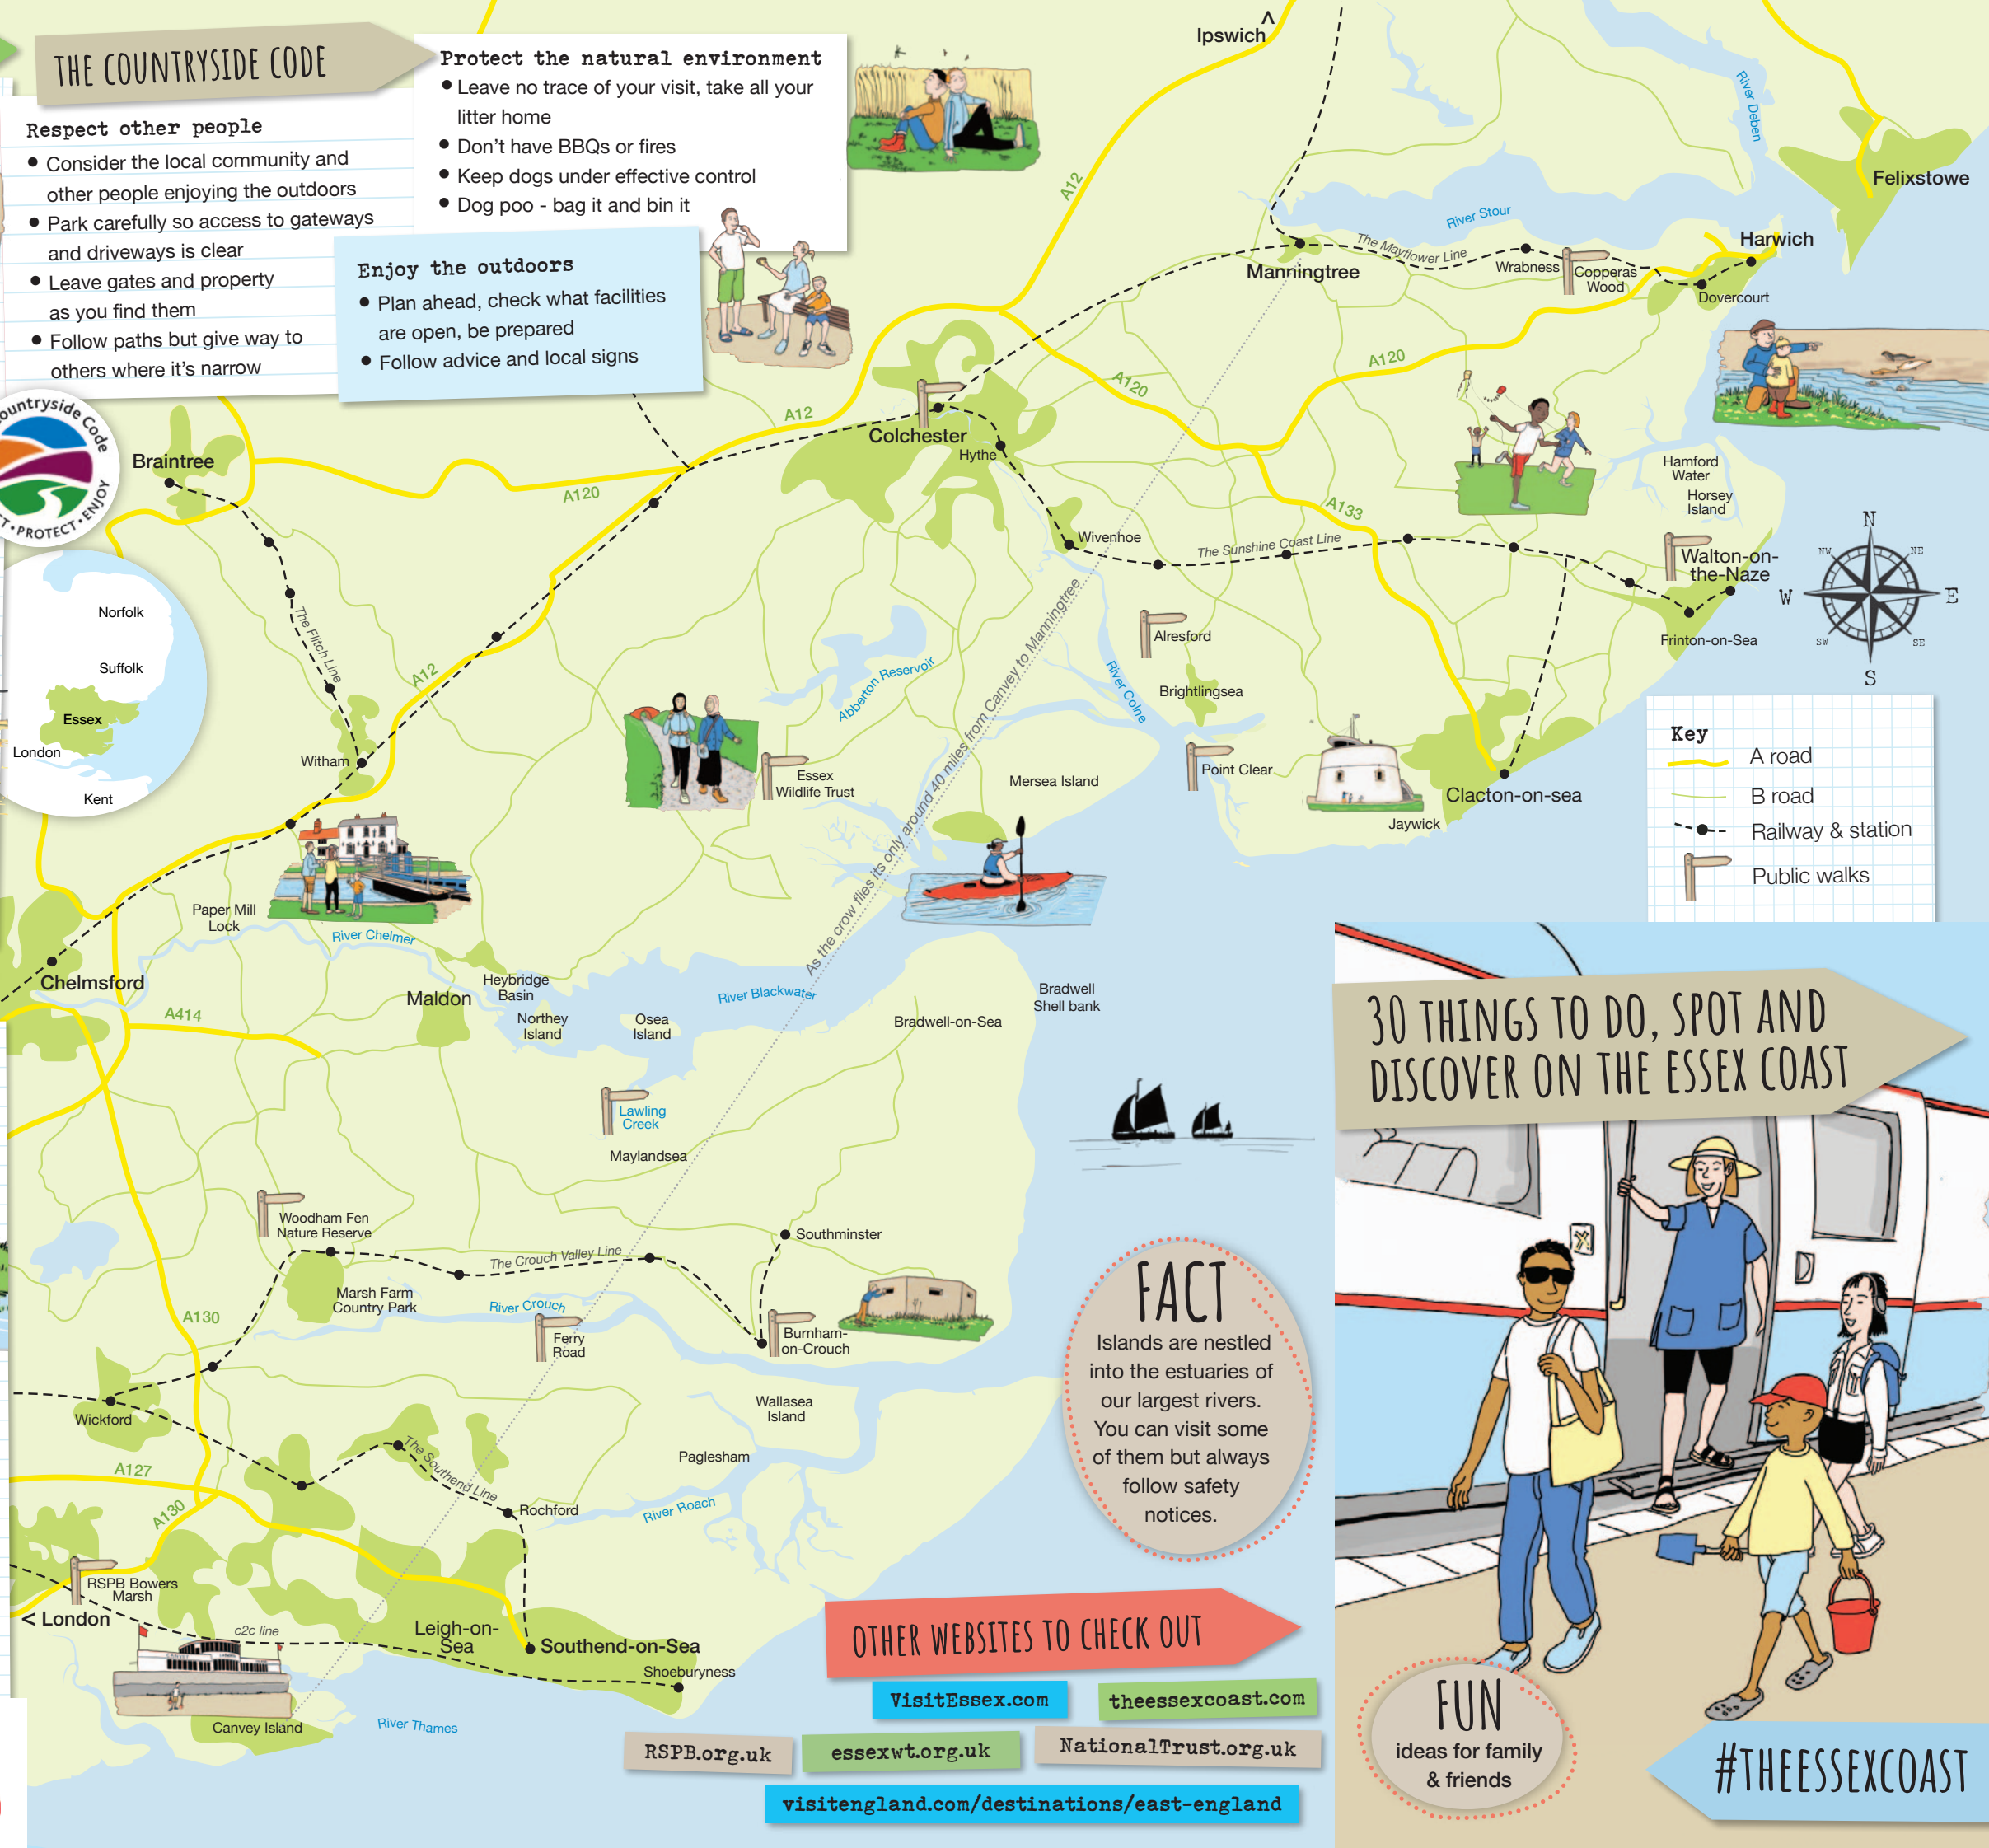 THE COUNTRYSIDE CODE
Respect other people
• Consider the local community and
other people enjoying the outdoors
• Park carefully so access to gateways
and driveways is clear
• Leave gates and property
as you find them
• Follow paths but give way to
others where it's narrow
Protect the natural environment
• Leave no trace of your visit, take all your
litter home
• Don't have BBQs or fires
• Keep dogs under effective control
• Dog poo - bag it and bin it
Enjoy the outdoors
• Plan ahead, check what facilities
are open, be prepared
• Follow advice and local signs
Code
PROTECT • ENJOY
Norfolk
Suffolk
Essex
London
Kent
^
Ipswich
A12
River Deben
Felixstowe
River Stour
Harwich
The Mayflower Line
Manningtree
Wrabness
Copperas
Wood
Dovercourt
A120
A120
A12
Colchester
Hythe
Braintree
A120
A133
Hamford
Water
Horsey
Island
Wivenhoe
The Sunshine Coast Line
Walton-on-
the-Naze
Frinton-on-Sea
N
NE
E
SE
S
SW
W
NW
The Flitch Line
A12
Alresford
Abberton Reservoir
River Colne
Brightlingsea
As the crow flies its only around 40 miles from Canvey to Manningtree
Witham
Essex
Wildlife Trust
Mersea Island
Point Clear
Clacton-on-sea
Jaywick
Key
A road
B road
Railway & station
Public walks
Paper Mill
Lock
River Chelmer
Chelmsford
Maldon
Heybridge
Basin
Northey
Island
Osea
Island
River Blackwater
Bradwell
Shell bank
Bradwell-on-Sea
A414
Lawling
Creek
Maylandsea
Woodham Fen
Nature Reserve
Southminster
The Crouch Valley Line
Marsh Farm
Country Park
River Crouch
A130
Ferry
Road
Burnham-
on-Crouch
Wickford
Wallasea
Island
Paglesham
The Southend Line
A127
A130
Rochford
River Roach
RSPB Bowers
Marsh
< London
c2c line
Leigh-on-
Sea
Southend-on-Sea
Shoeburyness
Canvey Island
River Thames
FACT
Islands are nestled
into the estuaries of
our largest rivers.
You can visit some
of them but always
follow safety
notices.
OTHER WEBSITES TO CHECK OUT
VisitEssex.com
theessexcoast.com
RSPB.org.uk
essexwt.org.uk
NationalTrust.org.uk
visitengland.com/destinations/east-england
30 THINGS TO DO, SPOT AND
DISCOVER ON THE ESSEX COAST
FUN
ideas for family
& friends
#THEESSEXCOAST